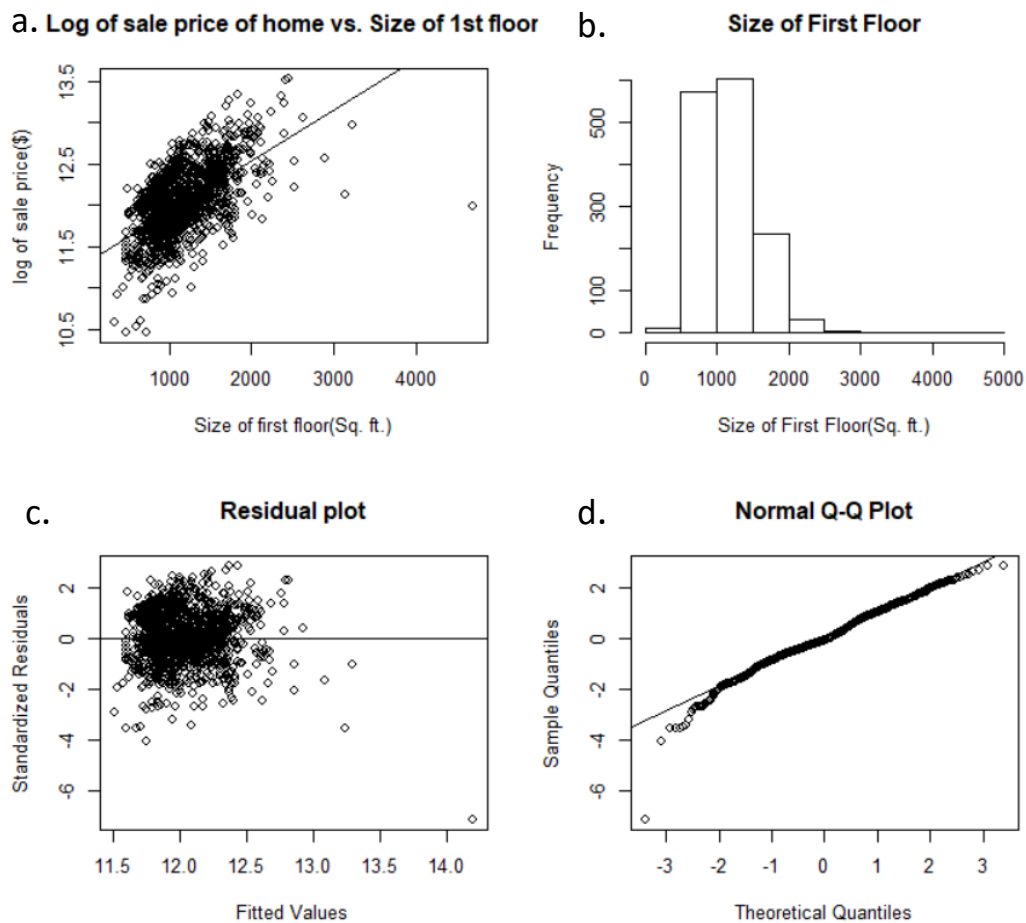 a. Log of sale price of home vs. Size of 1st floor
log of sale price($)
13.5
12.5
11.5
10.5
1000 2000 3000 4000
Size of first floor(Sq. ft.)
b. Size of First Floor
Frequency
500
300
100
0
0 1000 2000 3000 4000 5000
Size of First Floor(Sq. ft.)
c. Residual plot
Standardized Residuals
2
0
-2
-4
-6
11.5 12.0 12.5 13.0 13.5 14.0
Fitted Values
d. Normal Q-Q Plot
Sample Quantiles
2
0
-2
-4
-6
-3 -2 -1 0 1 2 3
Theoretical Quantiles